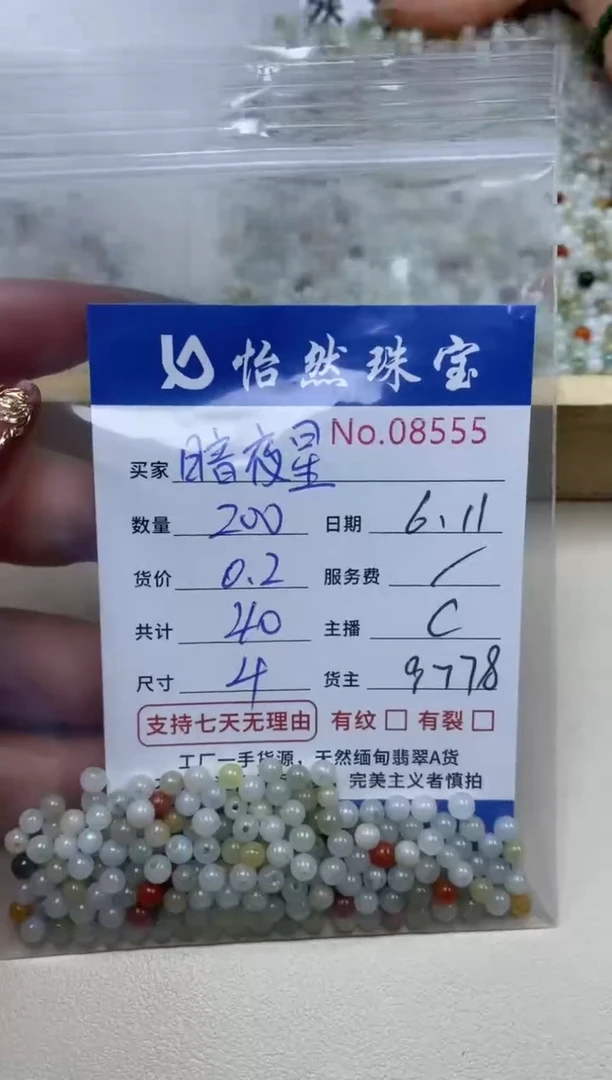 怡然珠宝
No.08555
买家 暗夜星
数量 200 日期 6.11
货价 0.2 服务费 /
共计 40 主播 C
尺寸 4 货主 9778
支持七天无理由 有纹 □ 有裂 □
工厂一手货源，天然缅甸翡翠A货
完美主义者慎拍